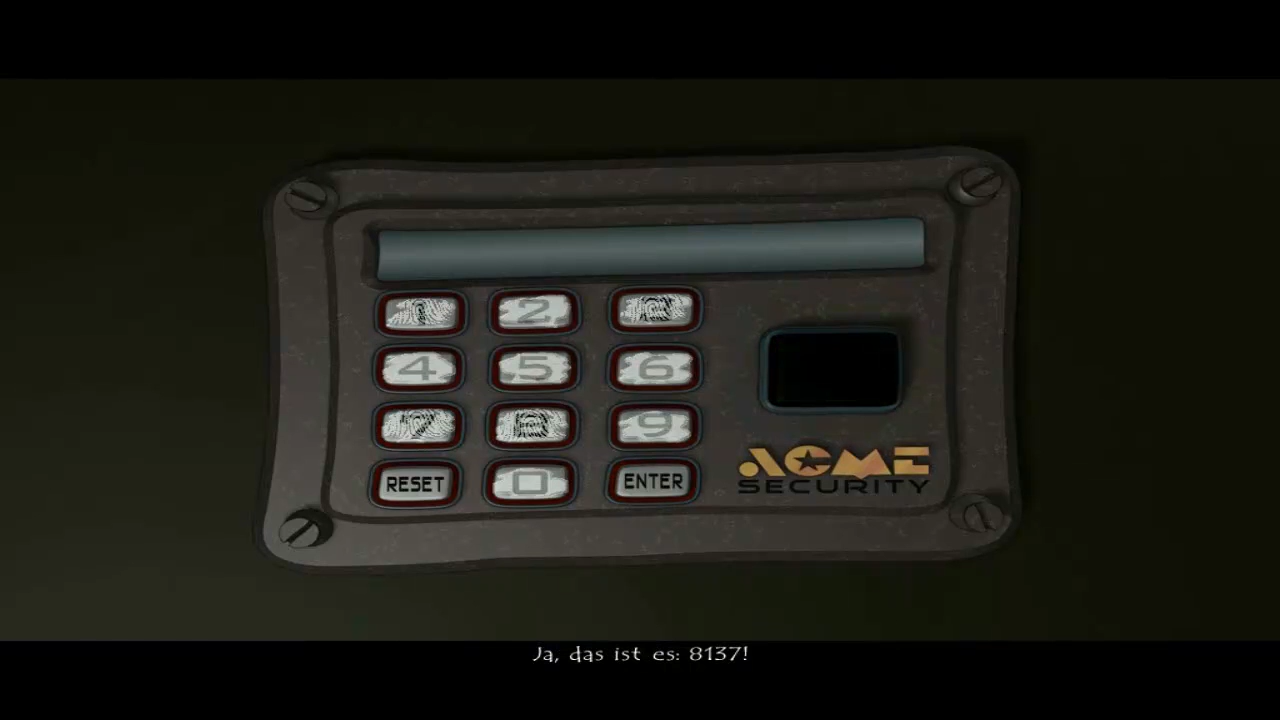 1 2 3
4 5 6
7 8 9
RESET 0 ENTER
ACME
SECURITY
Ja, das ist es: 8137!